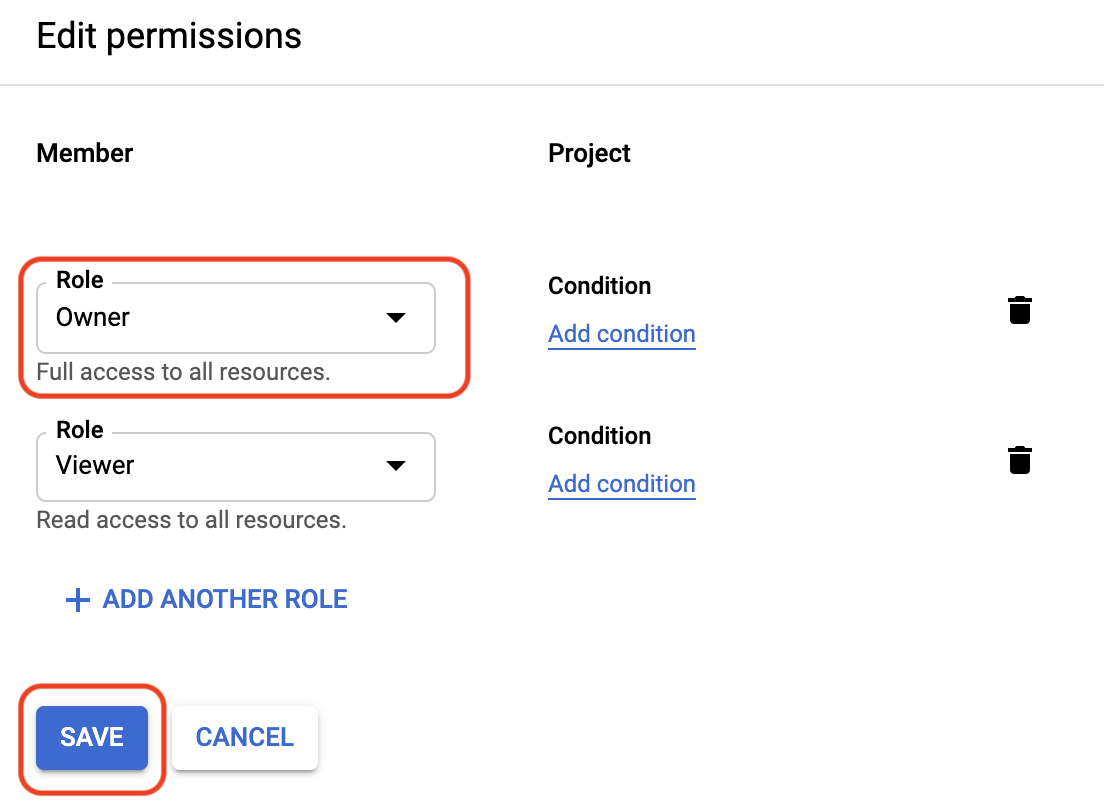 Edit permissions
Member
Project
Role
Owner
Full access to all resources.
Condition
Add condition
Role
Viewer
Read access to all resources.
Condition
Add condition
ADD ANOTHER ROLE
SAVE
CANCEL